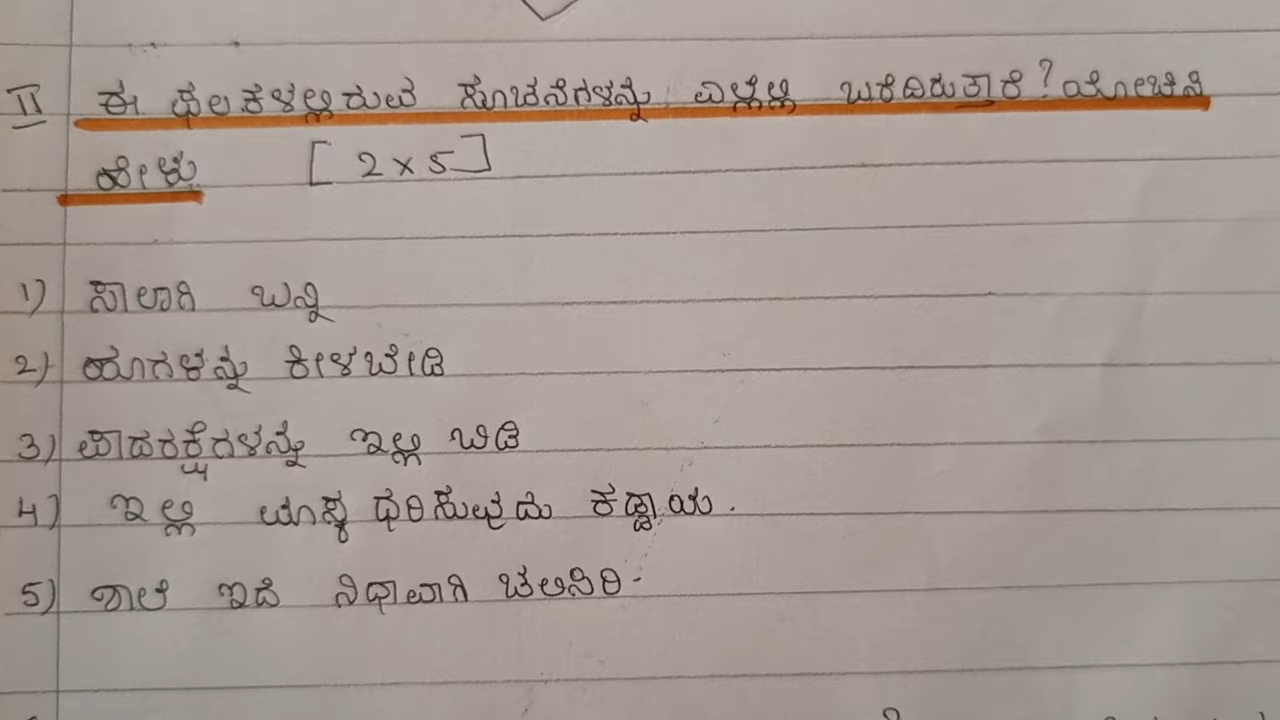 II ಈ ಫಲಕಗಳಲ್ಲಿರುವ ಸೂಚನೆಗಳನ್ನು ಎಲ್ಲೆಲ್ಲಿ ಬರೆದಿರುತ್ತಾರೆ? ಯೋಚಿಸಿ
ಹೇಳು [2 x 5]
1) ಸಾಲಾಗಿ ಬನ್ನಿ
2) ಹೂಗಳನ್ನು ಕೀಳಬೇಡಿ
3) ಪಾದರಕ್ಷೆಗಳನ್ನು ಇಲ್ಲಿ ಬಿಡಿ
4) ಇಲ್ಲಿ ಮಾಸ್ಕ ಧರಿಸುವುದು ಕಡ್ಡಾಯ.
5) ಶಾಲೆ ಇದೆ ನಿಧಾನವಾಗಿ ಚಲಿಸಿರಿ.